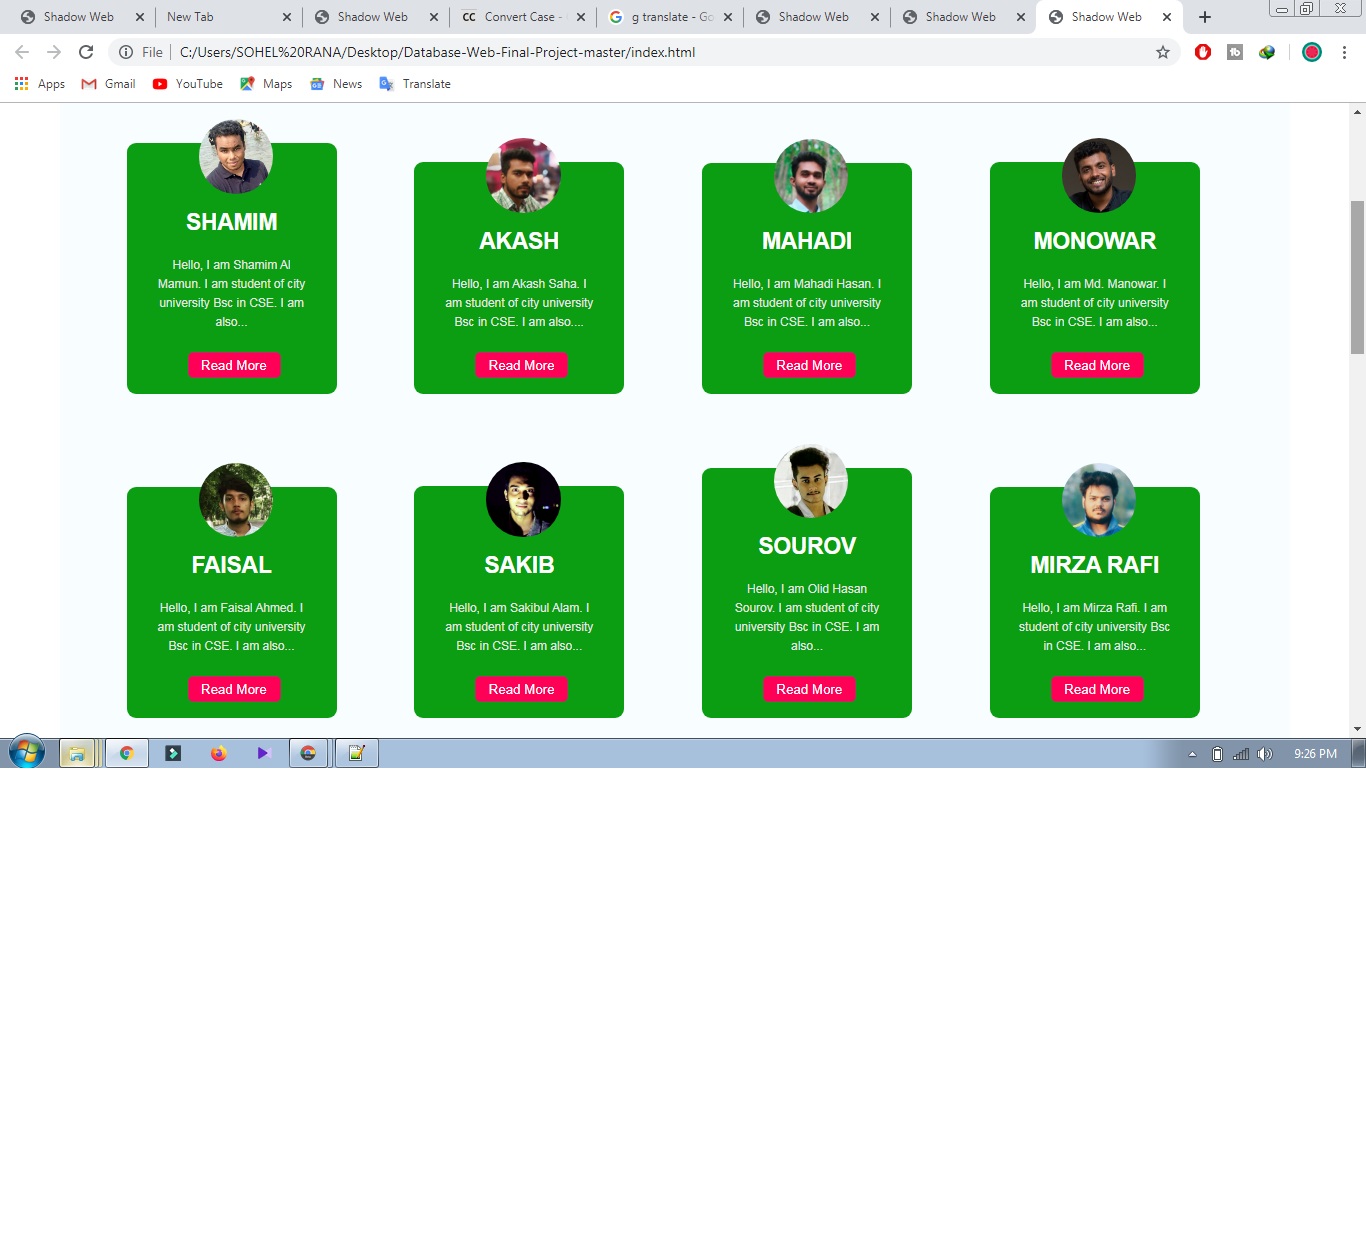 Shadow Web
New Tab
Shadow Web
CC Convert Case -
g translate - Go
Shadow Web
Shadow Web
Shadow Web
File C:/Users/SOHEL%20RANA/Desktop/Database-Web-Final-Project-master/index.html
Apps Gmail YouTube Maps News Translate
SHAMIM
Hello, I am Shamim Al
Mamun. I am student of city
university Bsc in CSE. I am
also...
Read More
AKASH
Hello, I am Akash Saha. I
am student of city university
Bsc in CSE. I am also....
Read More
MAHADI
Hello, I am Mahadi Hasan. I
am student of city university
Bsc in CSE. I am also...
Read More
MONOWAR
Hello, I am Md. Manowar. I
am student of city university
Bsc in CSE. I am also...
Read More
FAISAL
Hello, I am Faisal Ahmed. I
am student of city university
Bsc in CSE. I am also...
Read More
SAKIB
Hello, I am Sakibul Alam. I
am student of city university
Bsc in CSE. I am also...
Read More
SOUROV
Hello, I am Olid Hasan
Sourov. I am student of city
university Bsc in CSE. I am
also...
Read More
MIRZA RAFI
Hello, I am Mirza Rafi. I am
student of city university Bsc
in CSE. I am also...
Read More
9:26 PM